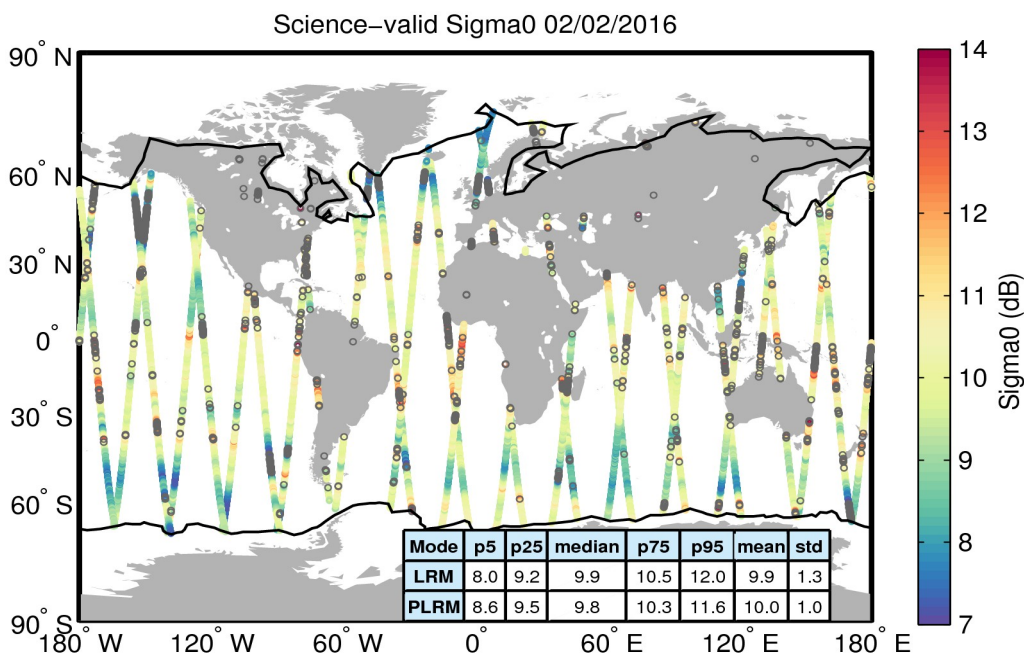 Science−valid Sigma0 02/02/2016
90° N
60° N
30° N
0°
30° S
60° S
90° S
180° W 120° W 60° W 0° 60° E 120° E 180° E
Mode p5 p25 median p75 p95 mean std
LRM 8.0 9.2 9.9 10.5 12.0 9.9 1.3
PLRM 8.6 9.5 9.8 10.3 11.6 10.0 1.0
14
13
12
11
10
9
8
7
Sigma0 (dB)